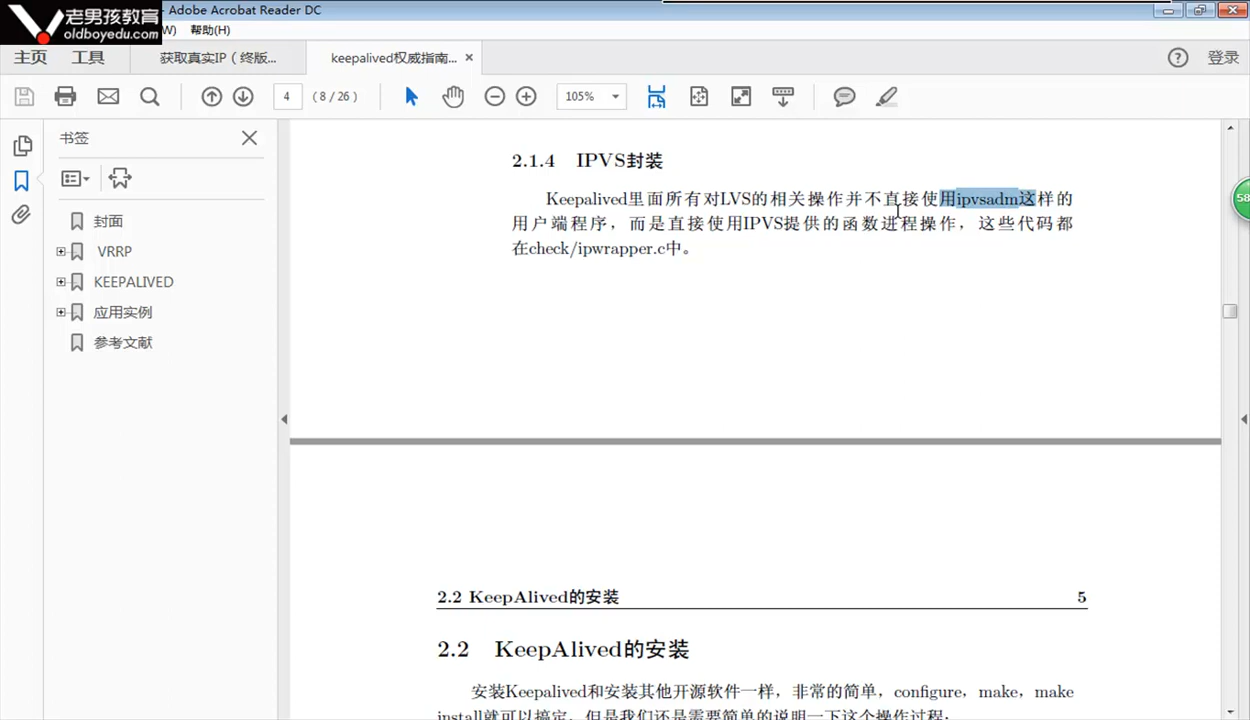 老男孩教育
oldboyedu.com
- Adobe Acrobat Reader DC
W) 帮助(H)
主页 工具 获取真实IP（终版... keepalived权威指南... × 登录
4 (8 / 26) 105%
58
书签
封面
VRRP
KEEPALIVED
应用实例
参考文献
2.1.4 IPVS封装
Keepalived里面所有对LVS的相关操作并不直接使用ipvsadm这样的
用户端程序，而是直接使用IPVS提供的函数进程操作，这些代码都
在check/ipwrapper.c中。
2.2 KeepAlived的安装 5
2.2 KeepAlived的安装
安装Keepalived和安装其他开源软件一样，非常的简单，configure，make，make
install就可以搞定，但是我们还是需要简单的说明一下这个操作过程：